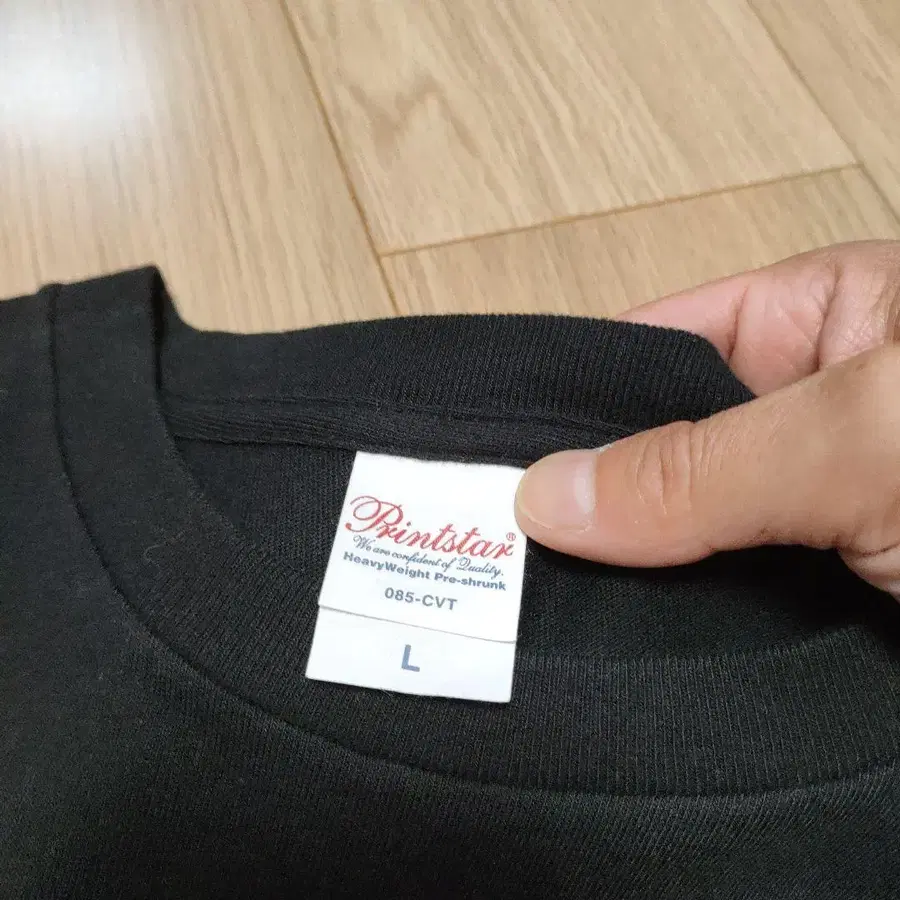 Printstar®
We are confident of Quality.
HeavyWeight Pre-shrunk
085-CVT
L